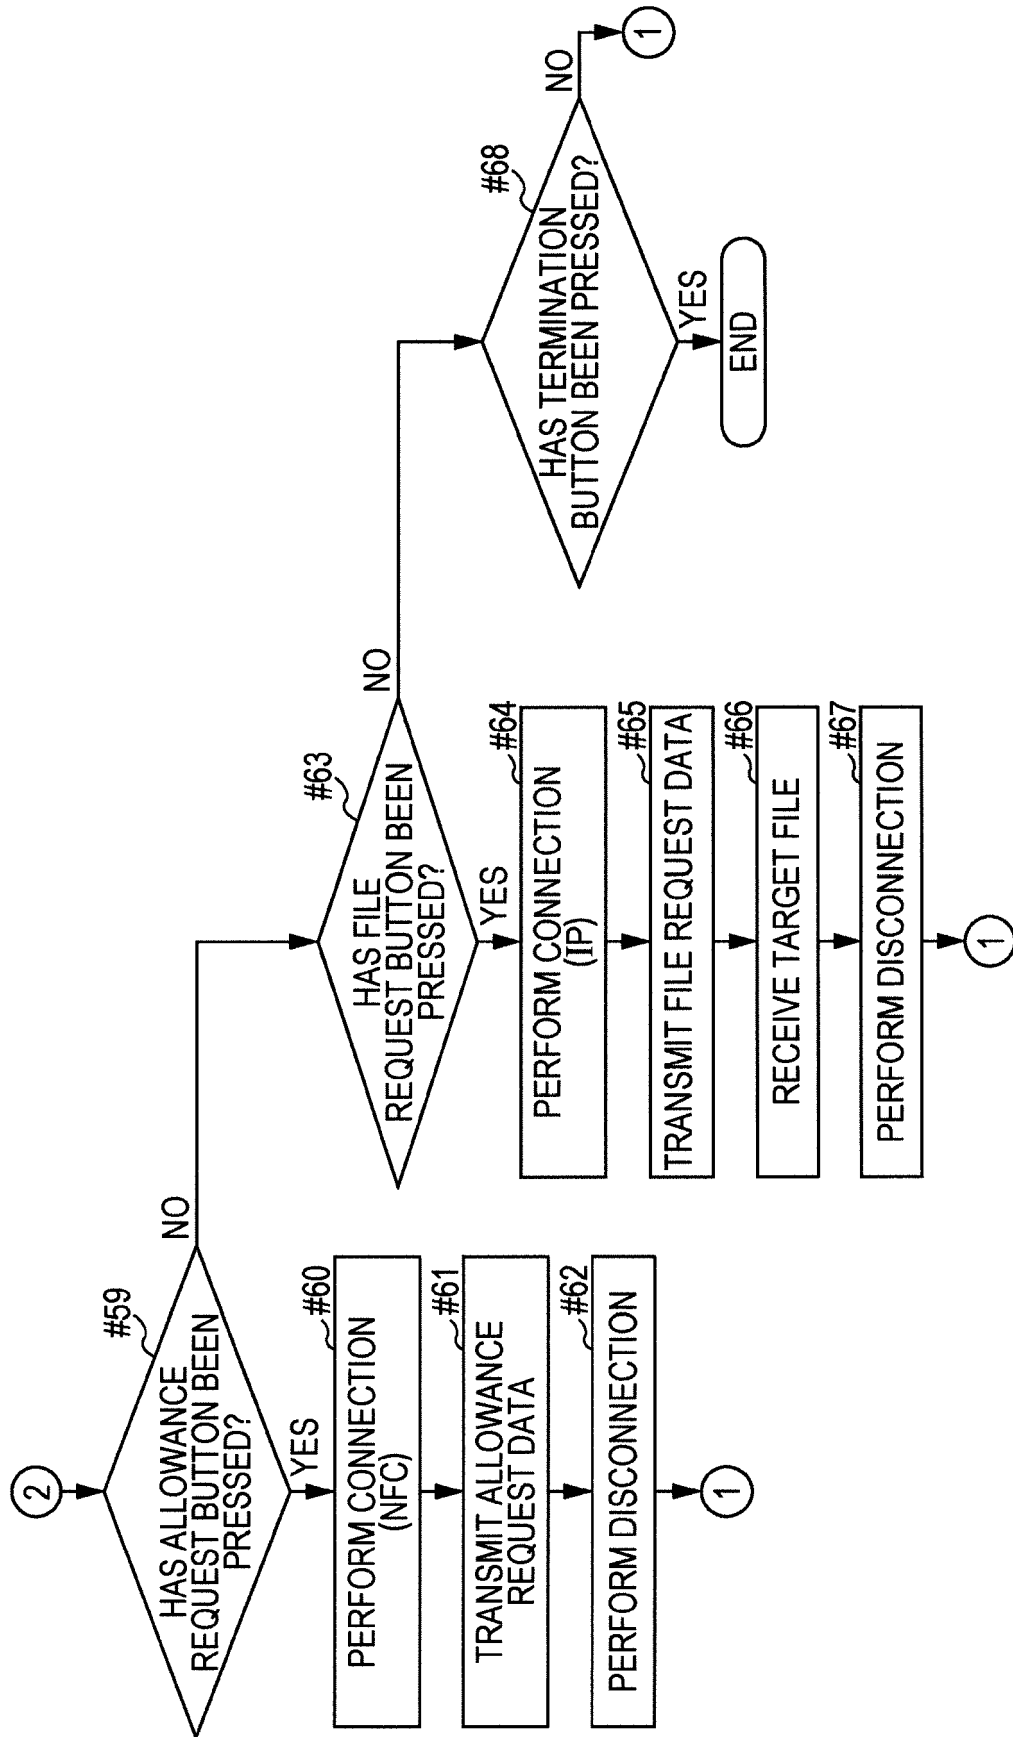 2
#59
HAS ALLOWANCE
REQUEST BUTTON BEEN
PRESSED?
NO
YES
#60
PERFORM CONNECTION
(NFC)
#61
TRANSMIT ALLOWANCE
REQUEST DATA
#62
PERFORM DISCONNECTION
1
#63
HAS FILE
REQUEST BUTTON BEEN
PRESSED?
NO
YES
#64
PERFORM CONNECTION
(IP)
#65
TRANSMIT FILE REQUEST DATA
#66
RECEIVE TARGET FILE
#67
PERFORM DISCONNECTION
1
#68
HAS TERMINATION
BUTTON BEEN PRESSED?
NO
1
YES
END